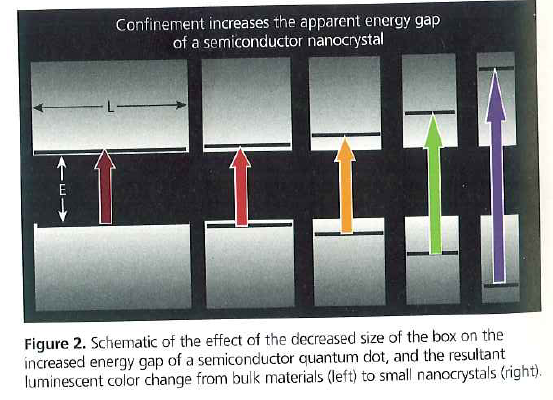 Confinement increases the apparent energy gap
of a semiconductor nanocrystal
L
E
Figure 2. Schematic of the effect of the decreased size of the box on the
increased energy gap of a semiconductor quantum dot, and the resultant
luminescent color change from bulk materials (left) to small nanocrystals (right).